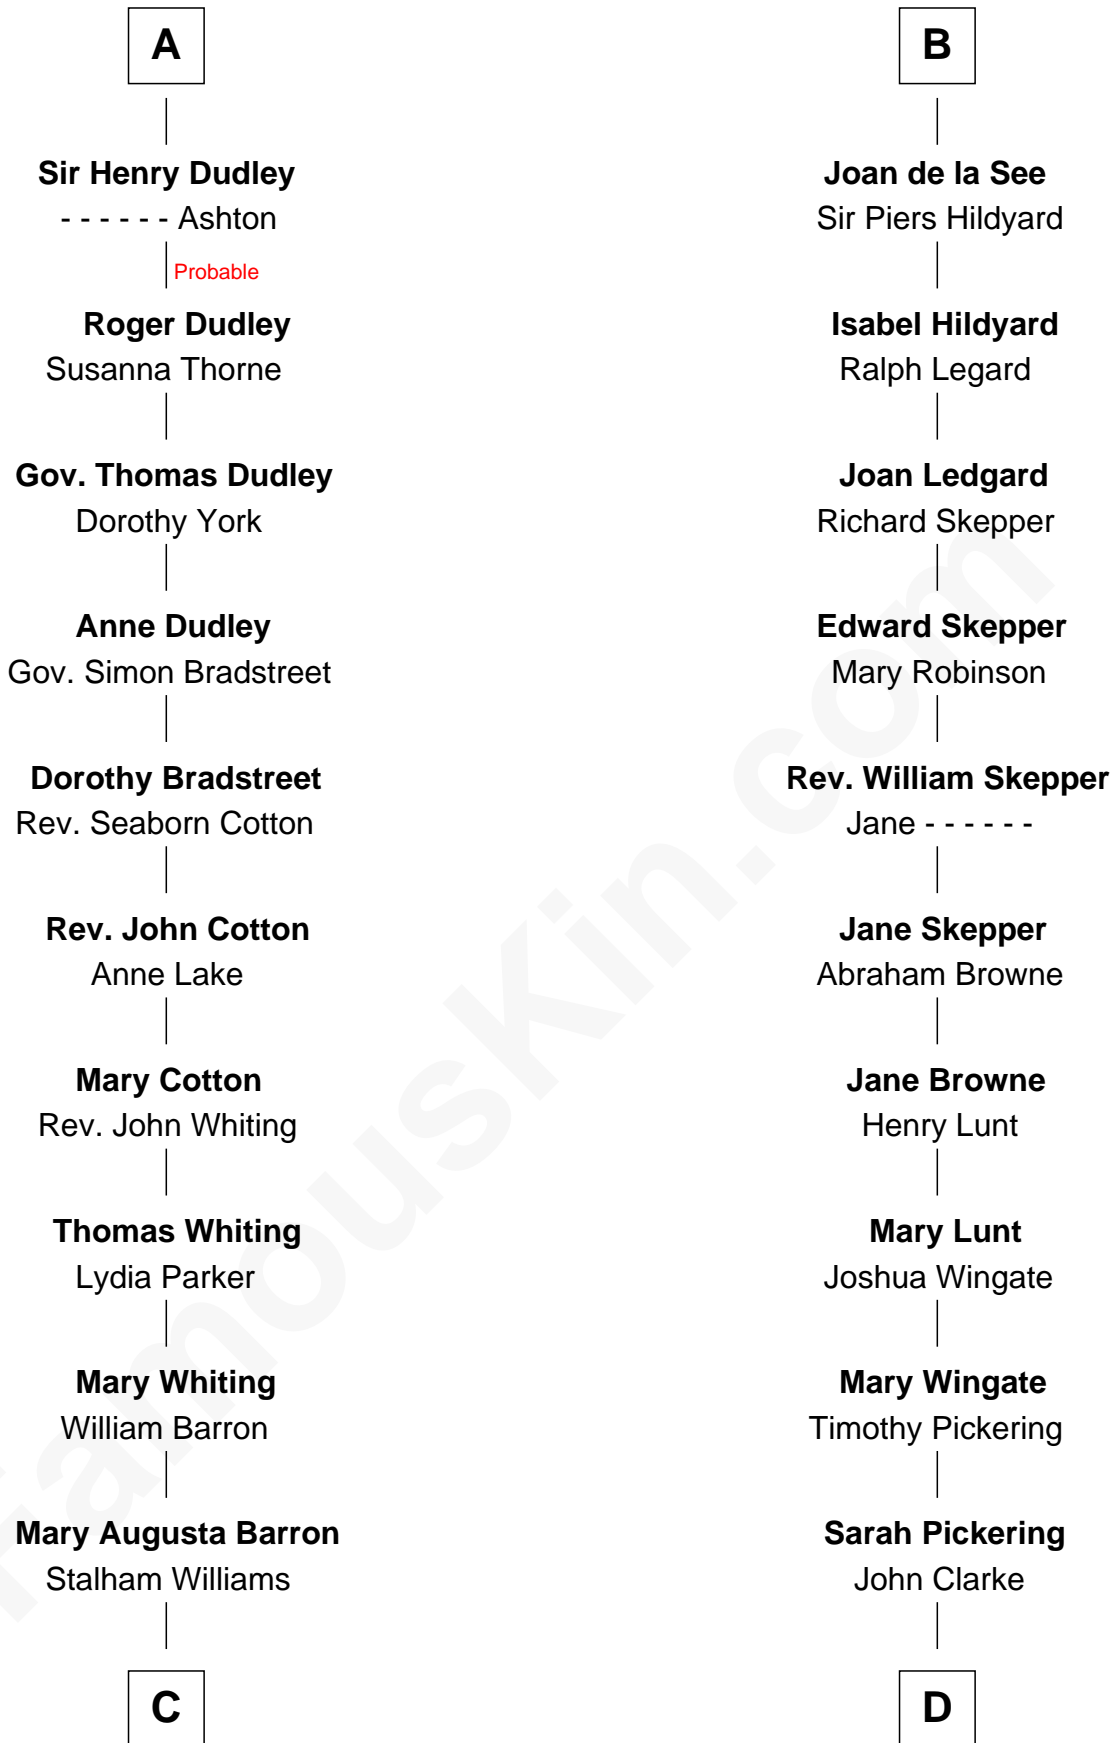 A
Sir Henry Dudley
- - - - - - Ashton
Probable
Roger Dudley
Susanna Thorne
Gov. Thomas Dudley
Dorothy York
Anne Dudley
Gov. Simon Bradstreet
Dorothy Bradstreet
Rev. Seaborn Cotton
Rev. John Cotton
Anne Lake
Mary Cotton
Rev. John Whiting
Thomas Whiting
Lydia Parker
Mary Whiting
William Barron
Mary Augusta Barron
Stalham Williams
C
B
Joan de la See
Sir Piers Hildyard
Isabel Hildyard
Ralph Legard
Joan Ledgard
Richard Skepper
Edward Skepper
Mary Robinson
Rev. William Skepper
Jane - - - - - -
Jane Skepper
Abraham Browne
Jane Browne
Henry Lunt
Mary Lunt
Joshua Wingate
Mary Wingate
Timothy Pickering
Sarah Pickering
John Clarke
D
FamousKin.com